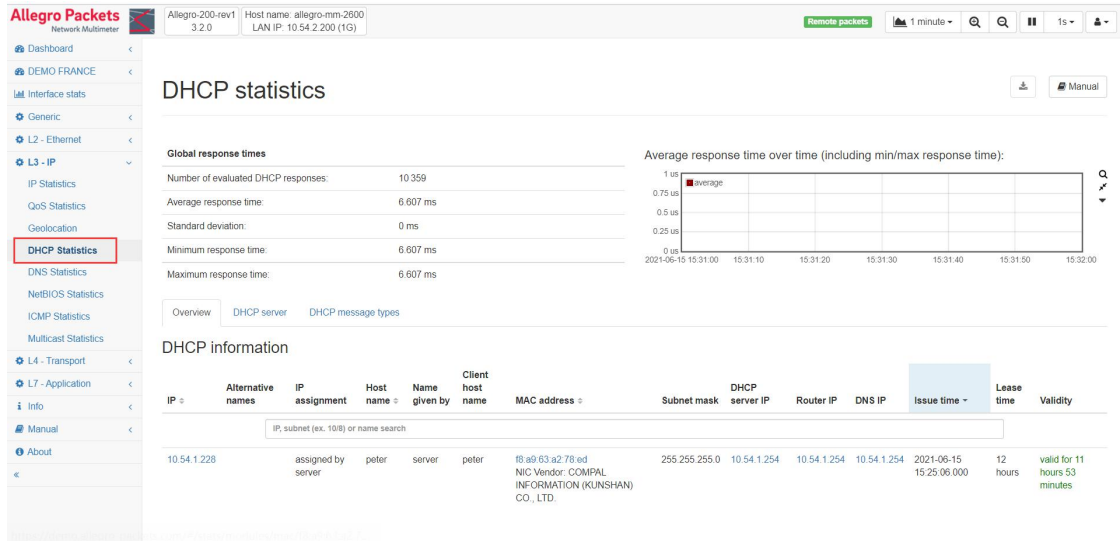 Allegro Packets
Network Multimeter
Allegro-200-rev1
3.2.0
Host name: allegro-mm-2600
LAN IP: 10.54.2.200 (1G)
Remote packets
1 minute
1s
Dashboard
DEMO FRANCE
Interface stats
Generic
L2 - Ethernet
L3 - IP
IP Statistics
QoS Statistics
Geolocation
DHCP Statistics
DNS Statistics
NetBIOS Statistics
ICMP Statistics
Multicast Statistics
L4 - Transport
L7 - Application
Info
Manual
About
«
DHCP statistics
Manual
Global response times
Number of evaluated DHCP responses: 10 359
Average response time: 6.607 ms
Standard deviation: 0 ms
Minimum response time: 6.607 ms
Maximum response time: 6.607 ms
Average response time over time (including min/max response time):
average
1 us
0.75 us
0.5 us
0.25 us
0 us
2021-06-15 15:31:00 15:31:10 15:31:20 15:31:30 15:31:40 15:31:50 15:32:00
Overview DHCP server DHCP message types
DHCP information
IP
Alternative names
IP assignment
Host name
Name given by
Client host name
MAC address
Subnet mask
DHCP server IP
Router IP
DNS IP
Issue time
Lease time
Validity
IP, subnet (ex. 10/8) or name search
10.54.1.228
assigned by server
peter
server
peter
f8:a9:63:a2:78:ed
NIC Vendor: COMPAL
INFORMATION (KUNSHAN)
CO., LTD.
255.255.255.0
10.54.1.254
10.54.1.254
10.54.1.254
2021-06-15
15:25:06.000
12 hours
valid for 11
hours 53
minutes